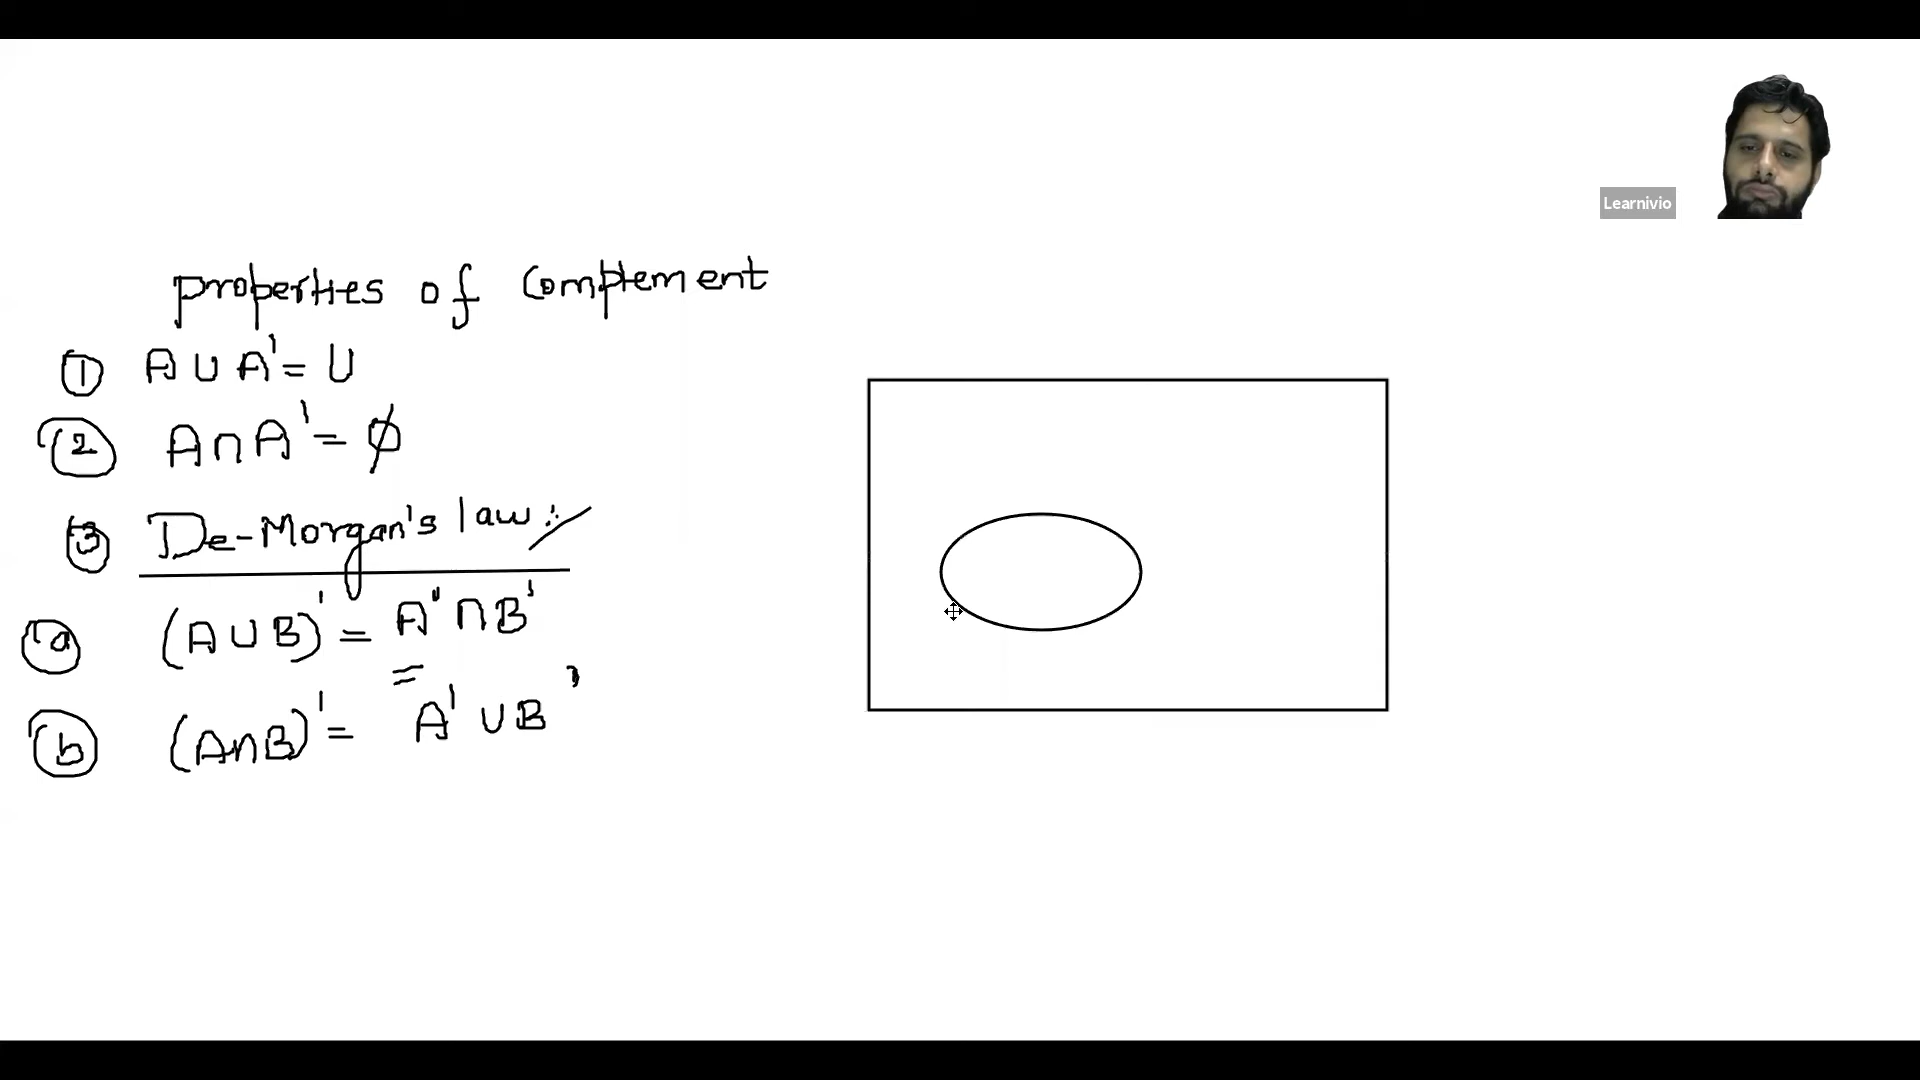 Learnivio
properties of complement
① A ∪ A' = U
② A ∩ A' = ∅
③ De-Morgan's law :
ⓐ (A ∪ B)' = A' ∩ B'
=
ⓑ (A ∩ B)' = A' ∪ B'